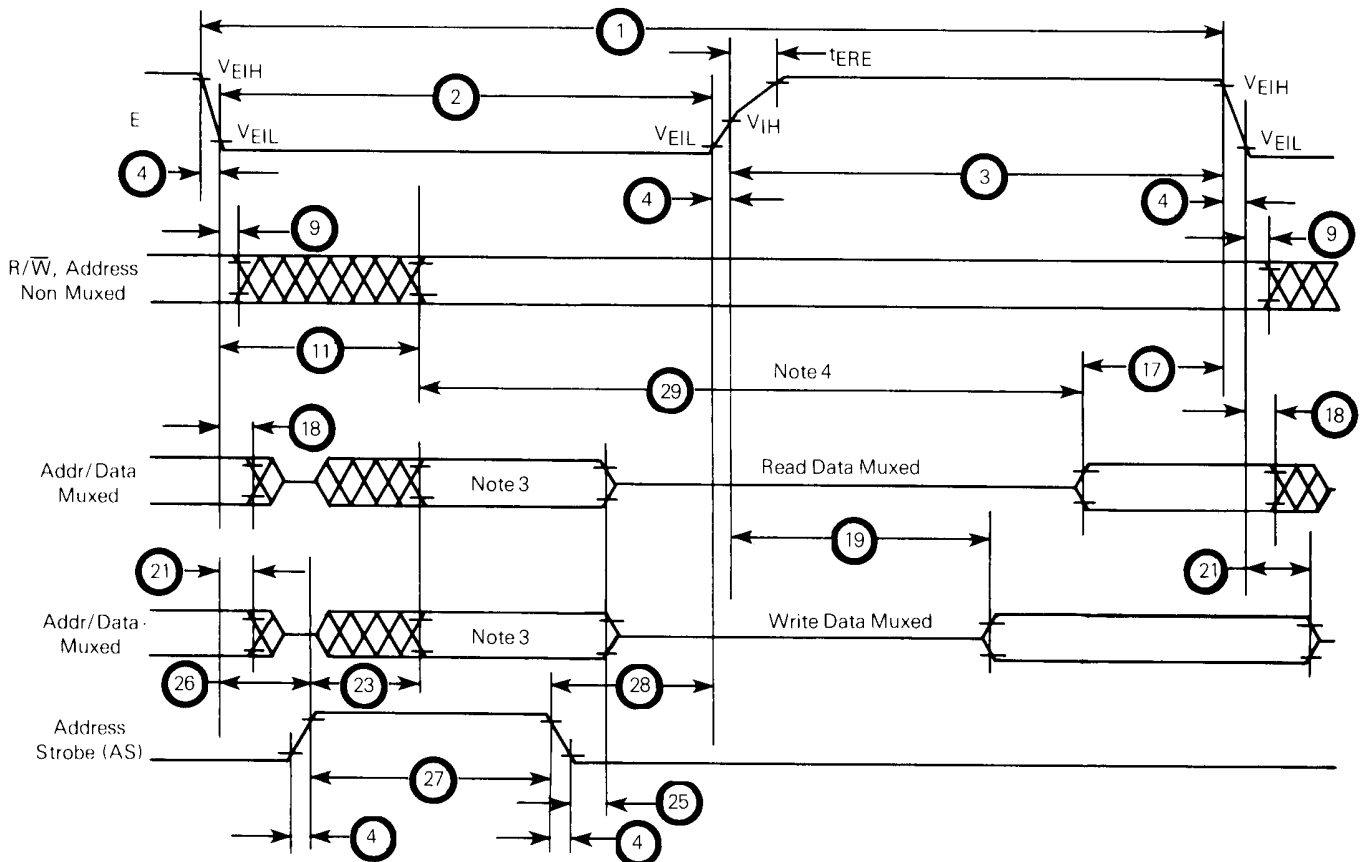 1
tERE
VEIH
2
VEIH
E
VIH
VEIL
VEIL
VEIL
4
3
4
4
9
9
R/W̅, Address
Non Muxed
11
Note 4
17
29
18
18
Addr/Data
Muxed
Note 3
Read Data Muxed
19
21
21
Addr/Data
Muxed
Note 3
Write Data Muxed
26
23
28
Address
Strobe (AS)
27
25
4
4